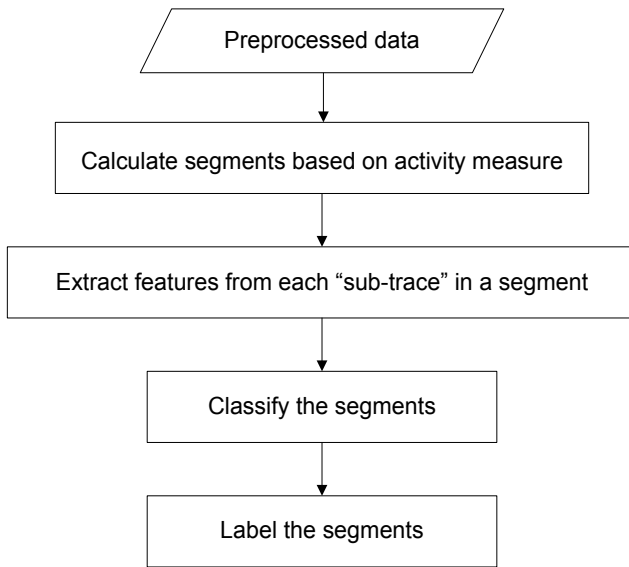 Preprocessed data
Calculate segments based on activity measure
Extract features from each “sub-trace” in a segment
Classify the segments
Label the segments